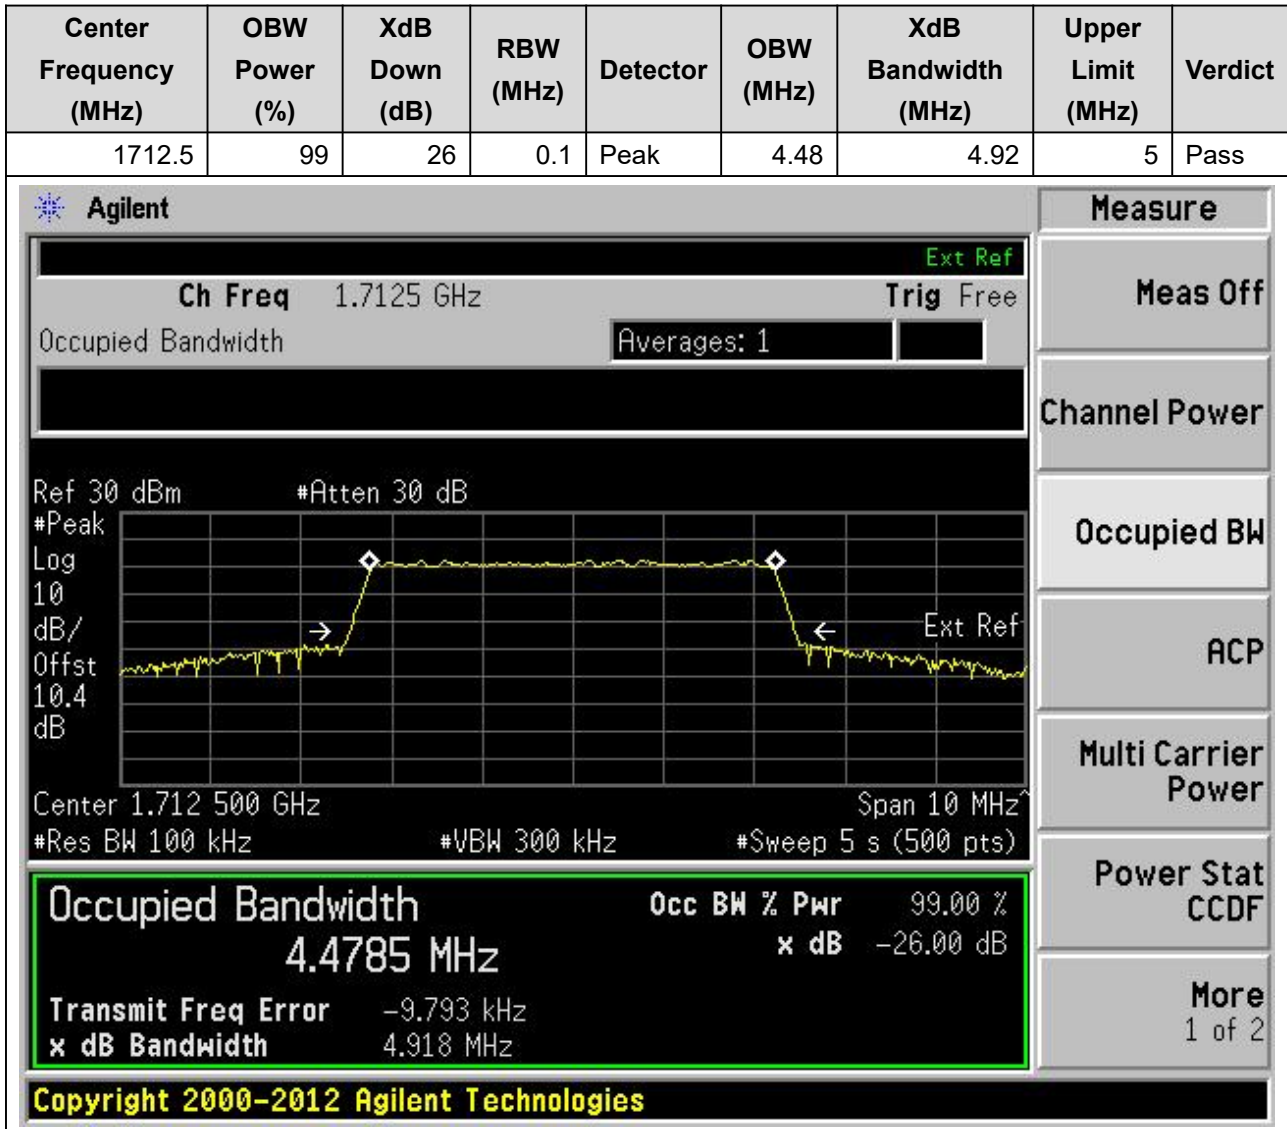 Center Frequency (MHz) OBW Power (%) XdB Down (dB) RBW (MHz) Detector OBW (MHz) XdB Bandwidth (MHz) Upper Limit (MHz) Verdict
1712.5 99 26 0.1 Peak 4.48 4.92 5 Pass
Agilent
Measure
Ext Ref
Ch Freq 1.7125 GHz Trig Free
Meas Off
Occupied Bandwidth Averages: 1
Channel Power
Ref 30 dBm #Atten 30 dB
#Peak
Log
10
dB/
Offst
10.4
dB
Ext Ref
Occupied BW
ACP
Center 1.712 500 GHz Span 10 MHz^
#Res BW 100 kHz #VBW 300 kHz #Sweep 5 s (500 pts)
Multi Carrier
Power
Occupied Bandwidth Occ BW % Pwr 99.00 %
4.4785 MHz x dB -26.00 dB
Transmit Freq Error -9.793 kHz
x dB Bandwidth 4.918 MHz
Power Stat
CCDF
More
1 of 2
Copyright 2000-2012 Agilent Technologies